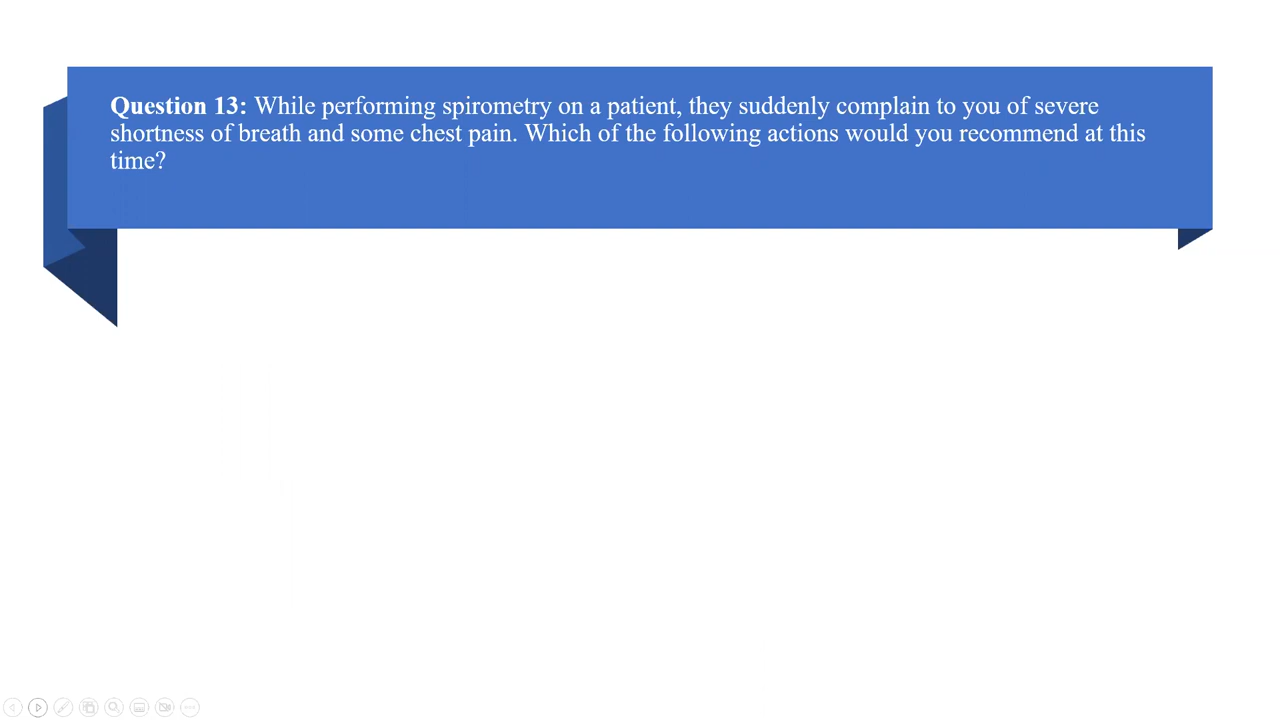 Question 13: While performing spirometry on a patient, they suddenly complain to you of severe
shortness of breath and some chest pain. Which of the following actions would you recommend at this
time?